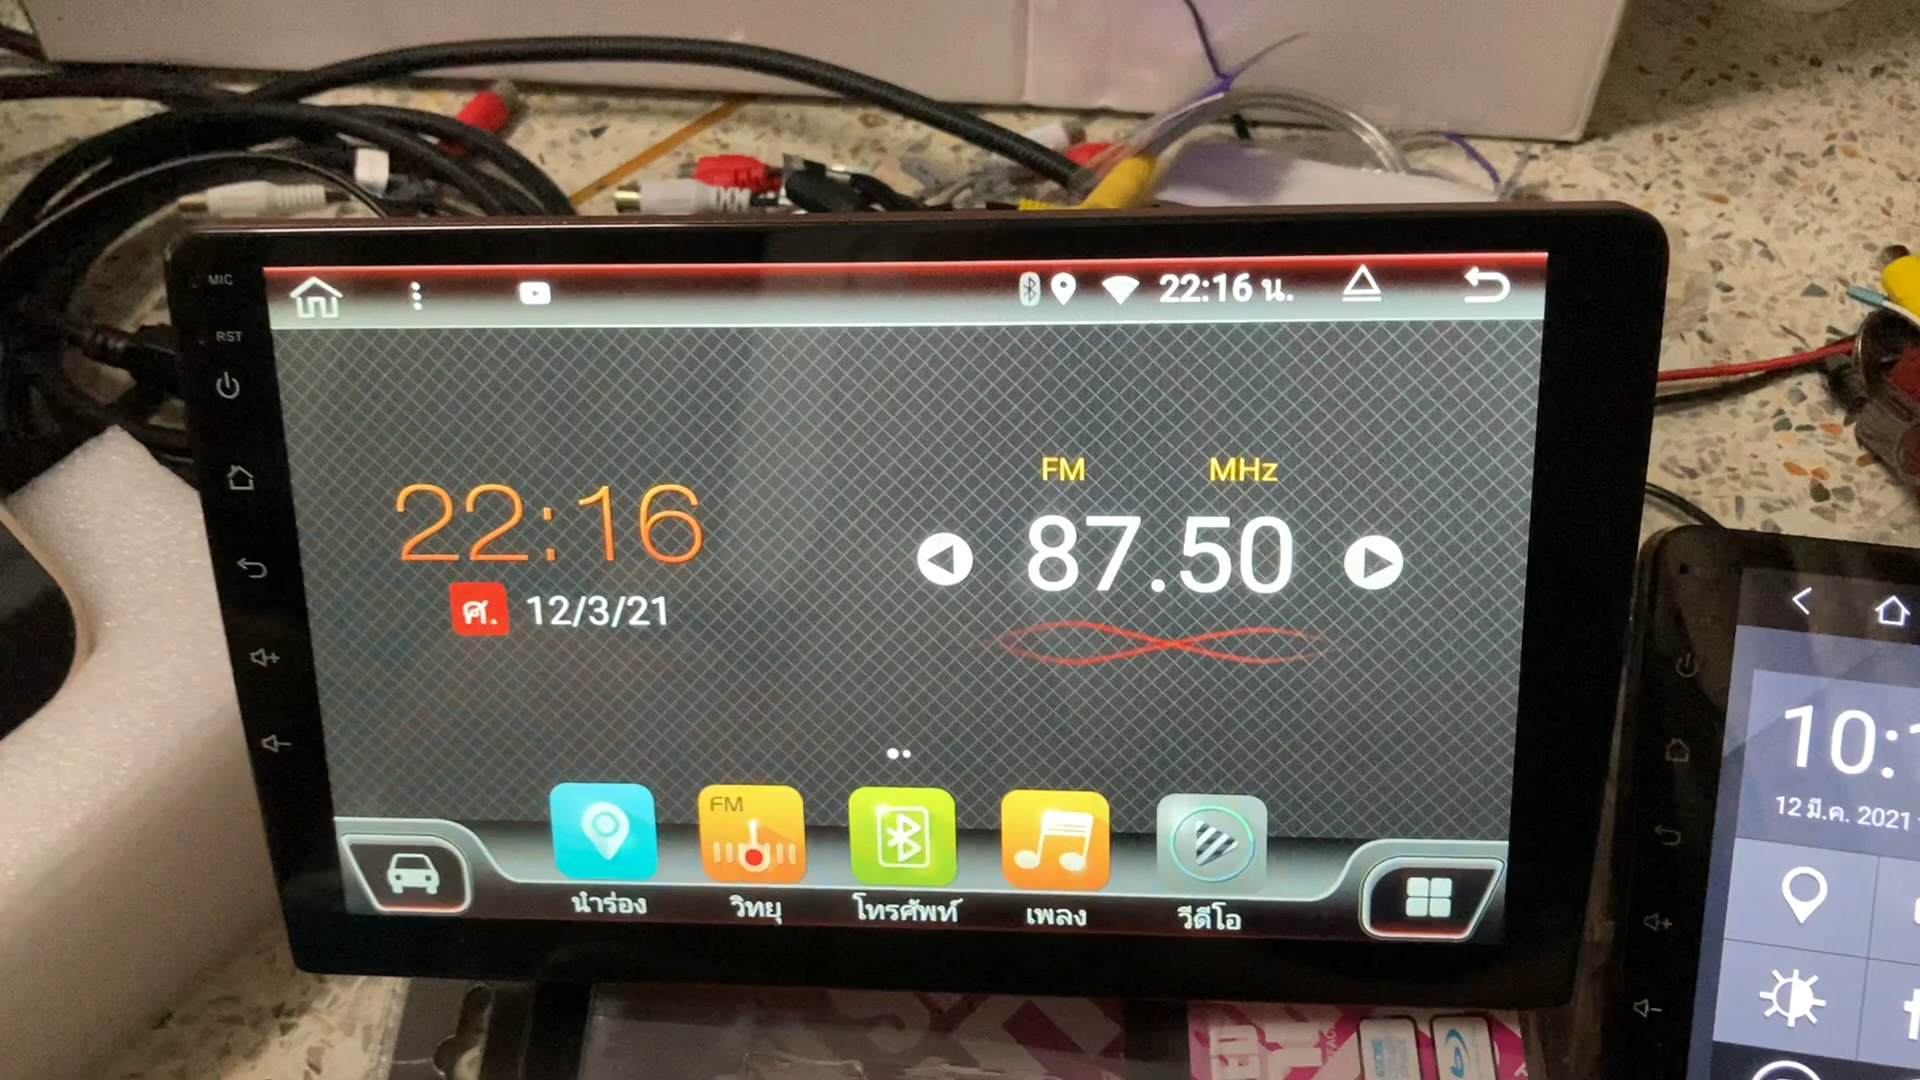 MIC
RST
22:16 น.
22:16
ศ. 12/3/21
FM MHz
87.50
FM
นำร่อง วิทยุ โทรศัพท์ เพลง วีดีโอ
12 มี.ค. 2021